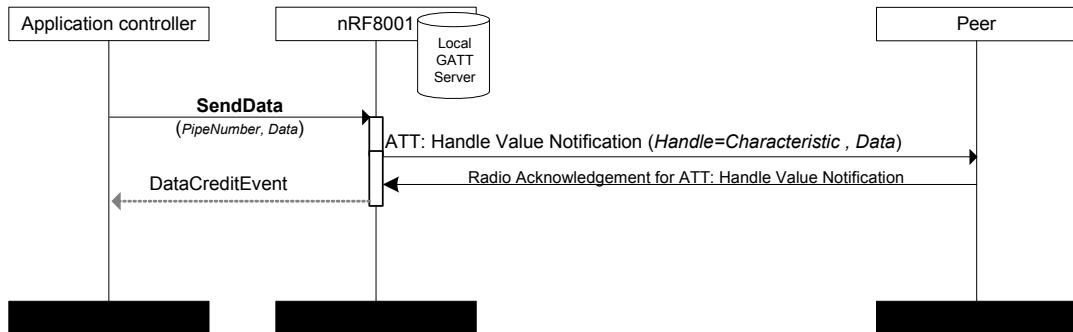 Application controller
nRF8001
Peer
Local
GATT
Server
SendData
(PipeNumber, Data)
ATT: Handle Value Notification (Handle=Characteristic , Data)
Radio Acknowledgement for ATT: Handle Value Notification
DataCreditEvent